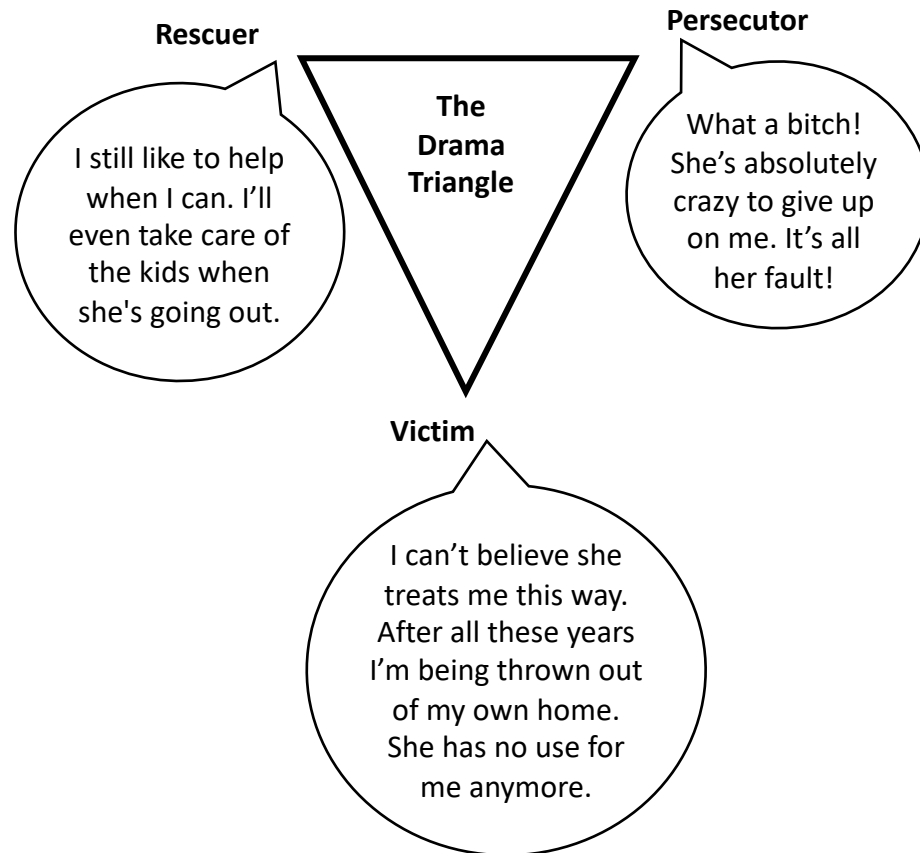 Rescuer
Persecutor
The
Drama
Triangle
I still like to help
when I can. I’ll
even take care of
the kids when
she's going out.
What a bitch!
She’s absolutely
crazy to give up
on me. It’s all
her fault!
Victim
I can’t believe she
treats me this way.
After all these years
I’m being thrown out
of my own home.
She has no use for
me anymore.